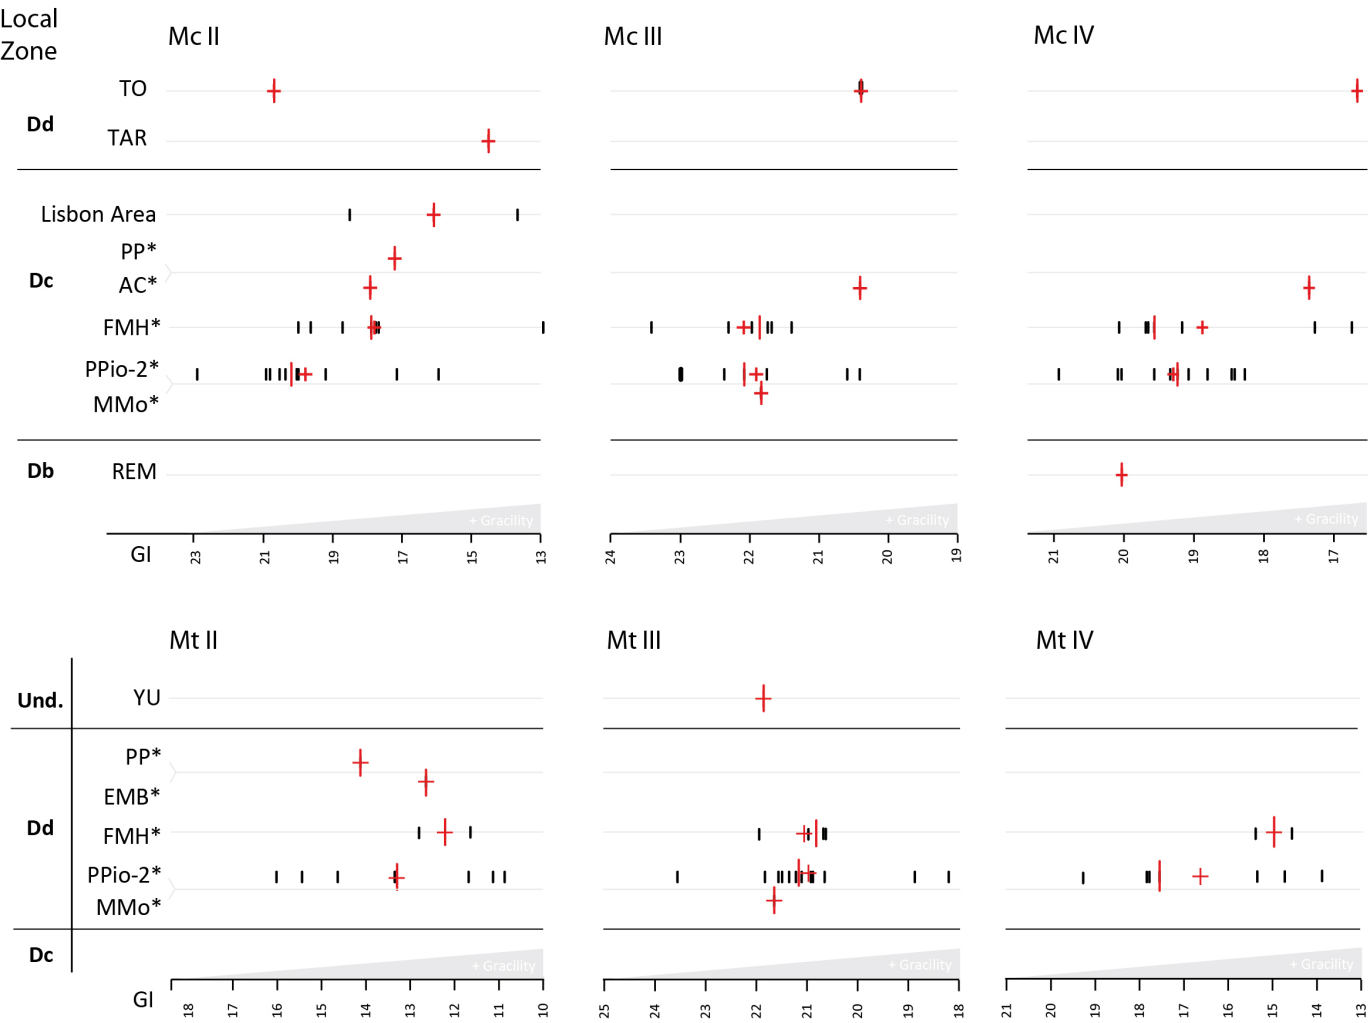 Local
Zone
Mc II
Mc III
Mc IV
TO
Dd
TAR
Lisbon Area
PP*
Dc
AC*
FMH*
PPio-2*
MMo*
Db
REM
+ Gracility
+ Gracility
+ Gracility
GI
23
21
19
17
15
13
24
23
22
21
20
19
21
20
19
18
17
Mt II
Mt III
Mt IV
Und.
YU
PP*
EMB*
Dd
FMH*
PPio-2*
MMo*
Dc
+ Gracility
+ Gracility
+ Gracility
GI
18
17
16
15
14
13
12
11
10
25
24
23
22
21
20
19
18
21
20
19
18
17
16
15
14
13